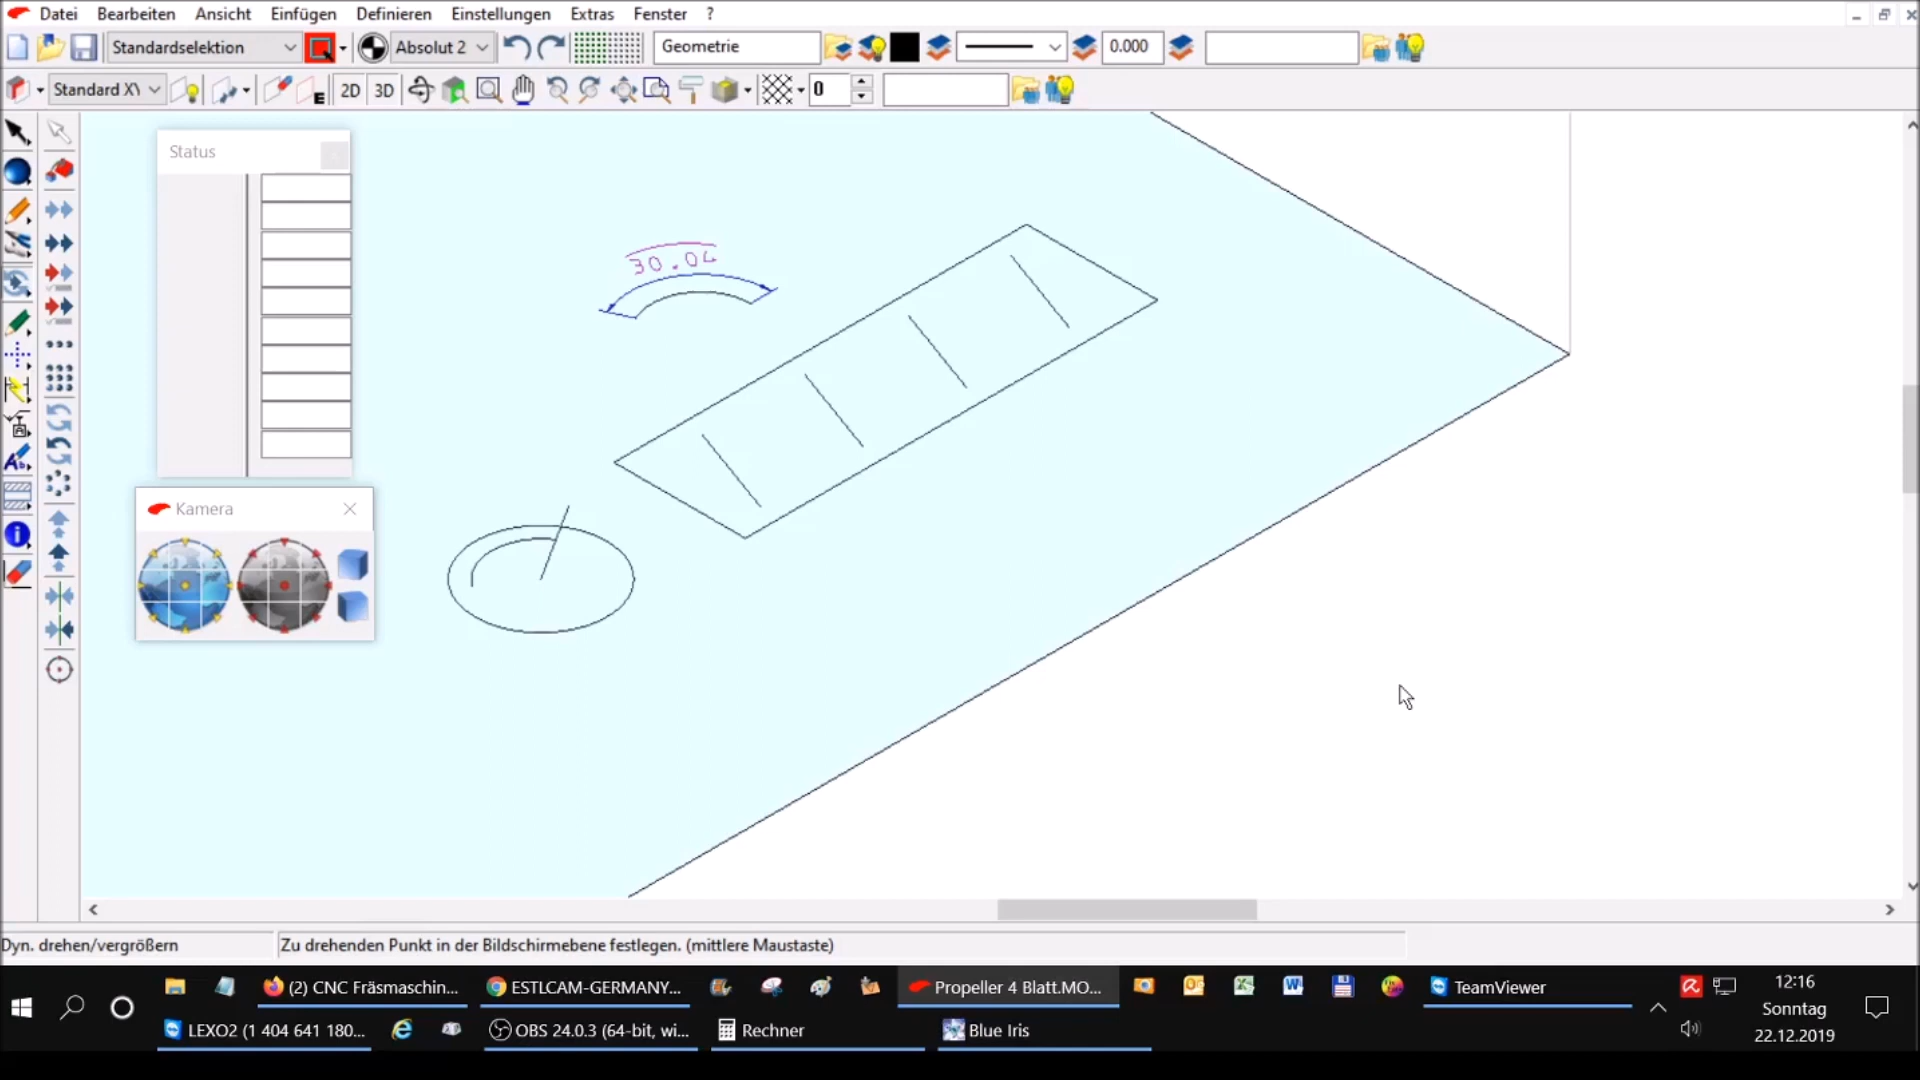 Datei Bearbeiten Ansicht Einfügen Definieren Einstellungen Extras Fenster ?
Standardselektion Absolut 2 Geometrie 0.000
Standard XY 2D 3D 0
Status
30.04
Kamera
Dyn. drehen/vergrößern Zu drehenden Punkt in der Bildschirmebene festlegen. (mittlere Maustaste)
(2) CNC Fräsmaschin... ESTLCAM-GERMANY... Propeller 4 Blatt.MO... TeamViewer
LEXO2 (1 404 641 180... OBS 24.0.3 (64-bit, wi... Rechner Blue Iris
12:16
Sonntag
22.12.2019